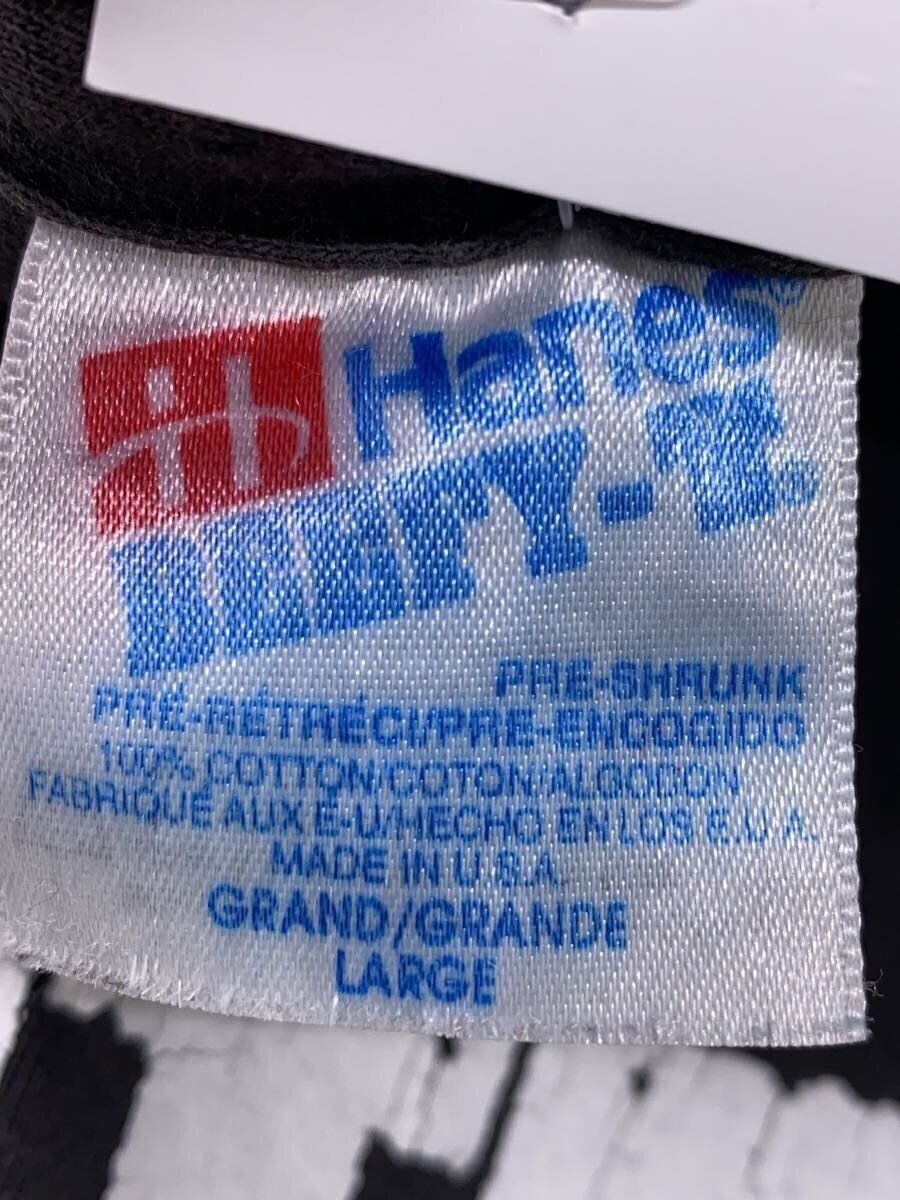 Hanes®
BEEFY-T®
PRE-SHRUNK
PRÉ-RÉTRÉCI/PRE-ENCOGIDO
100% COTTON/COTON/ALGODON
FABRIQUÉ AUX É-U/HECHO EN LOS E.U.A.
MADE IN U.S.A.
GRAND/GRANDE
LARGE